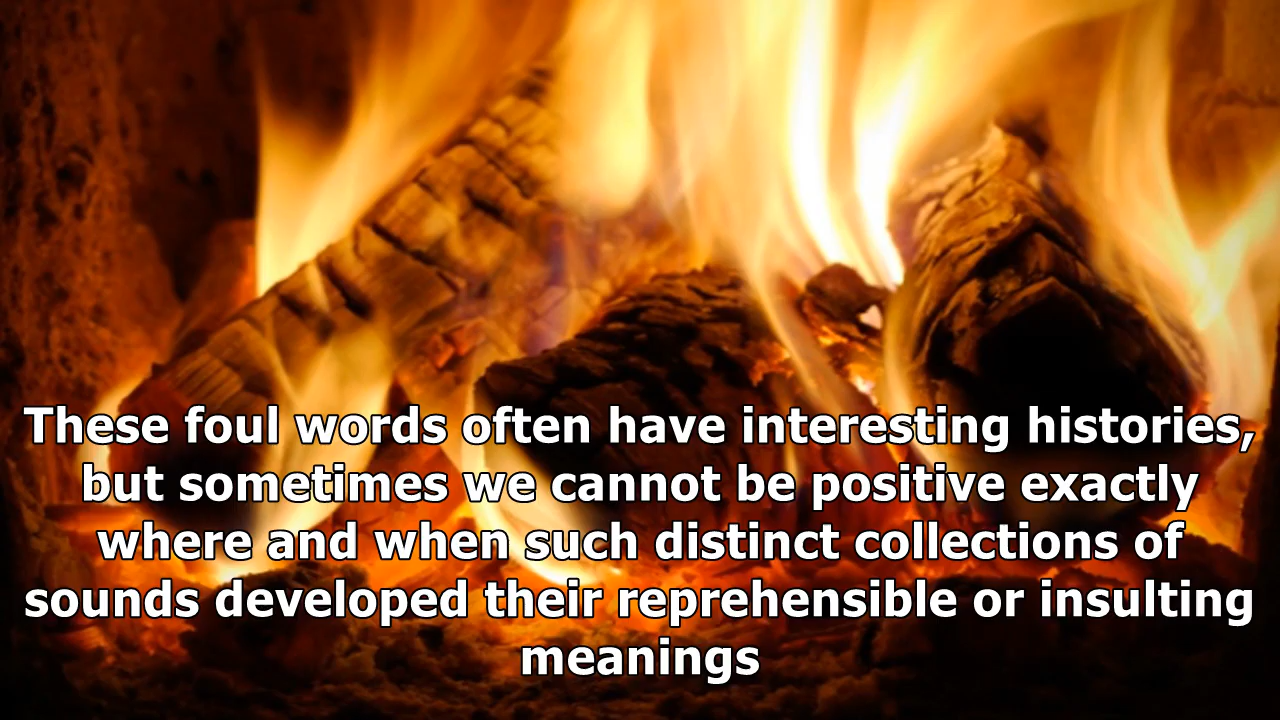 These foul words often have interesting histories,
but sometimes we cannot be positive exactly
where and when such distinct collections of
sounds developed their reprehensible or insulting
meanings